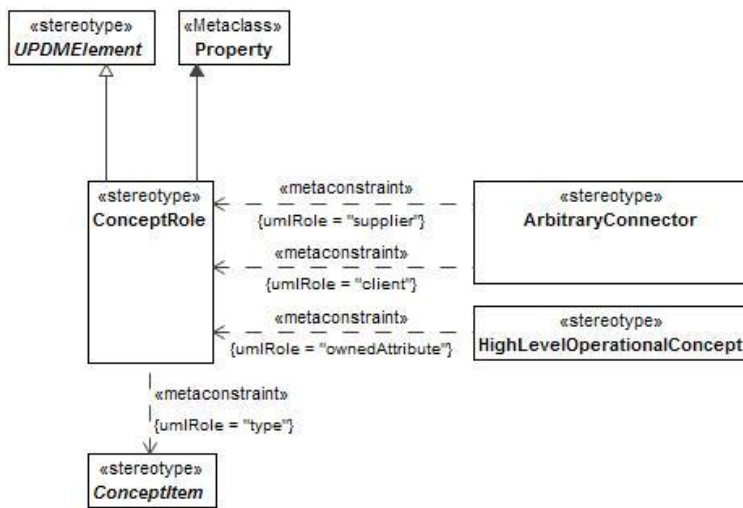 «stereotype»
UPDMElement
«Metaclass»
Property
«stereotype»
ConceptRole
«metaconstraint»
{umlRole = "supplier"}
«metaconstraint»
{umlRole = "client"}
«stereotype»
ArbitraryConnector
«metaconstraint»
{umlRole = "ownedAttribute"}
«stereotype»
HighLevelOperationalConcept
«metaconstraint»
{umlRole = "type"}
«stereotype»
ConceptItem